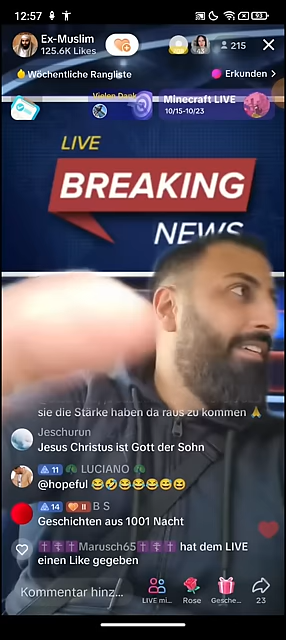 12:57
93
Ex-Muslim
125.6K Likes
43
215
Wöchentliche Rangliste
Erkunden >
Vielen Dank
Minecraft LIVE
10/15-10/23
LIVE
BREAKING
NEWS
sie die Stärke haben da raus zu kommen 🙏
Jeschurun
Jesus Christus ist Gott der Sohn
11 🌿 LUCIANO 🌿
@hopeful 😂🤣😂😂😂😂😆
14 II B S
Geschichten aus 1001 Nacht
✝️✝️✝️Marusch65✝️✝️✝️ hat dem LIVE
einen Like gegeben
Kommentar hinz...
LIVE mi...
Rose
Gesche...
23